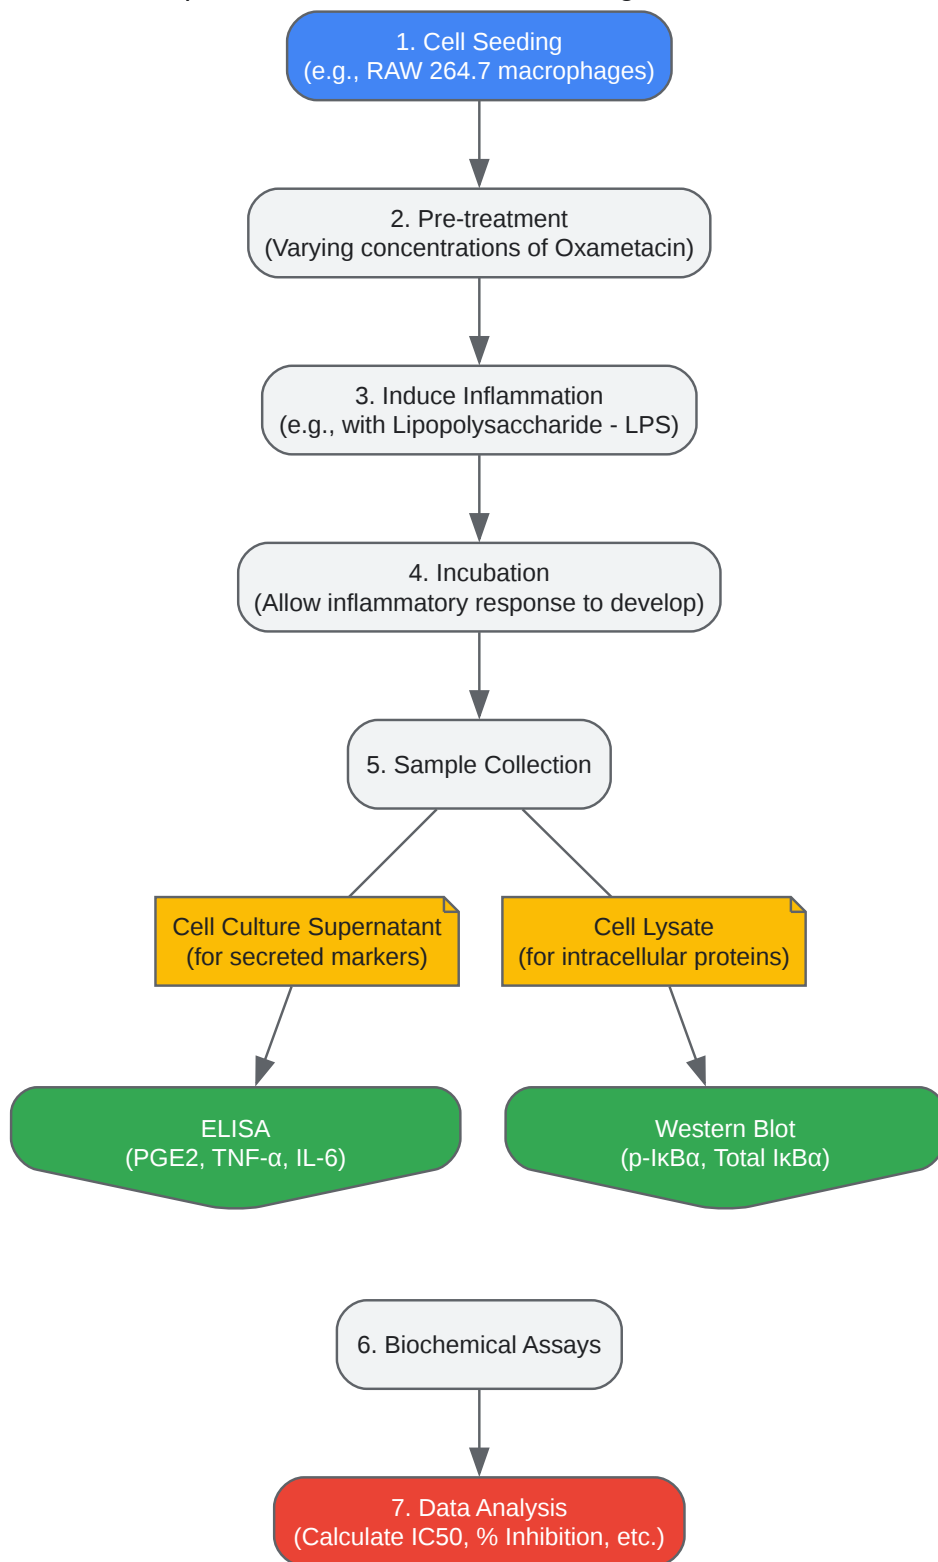 1. Cell Seeding
(e.g., RAW 264.7 macrophages)
2. Pre-treatment
(Varying concentrations of Oxametacin)
3. Induce Inflammation
(e.g., with Lipopolysaccharide - LPS)
4. Incubation
(Allow inflammatory response to develop)
5. Sample Collection
Cell Culture Supernatant
(for secreted markers)
Cell Lysate
(for intracellular proteins)
ELISA
(PGE2, TNF-α, IL-6)
Western Blot
(p-IκBα, Total IκBα)
6. Biochemical Assays
7. Data Analysis
(Calculate IC50, % Inhibition, etc.)